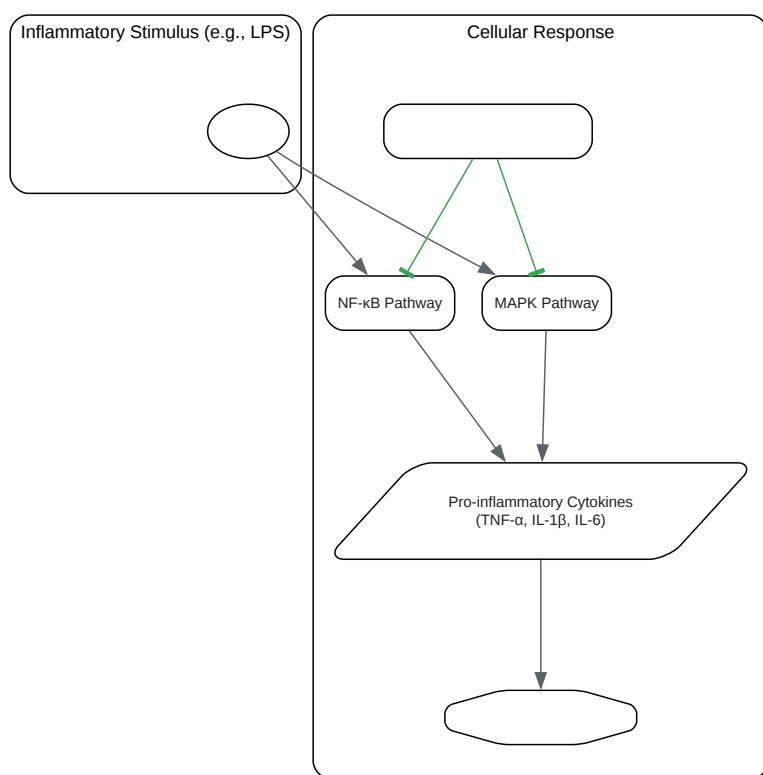 Inflammatory Stimulus (e.g., LPS)
Cellular Response
NF-κB Pathway
MAPK Pathway
Pro-inflammatory Cytokines
(TNF-α, IL-1β, IL-6)